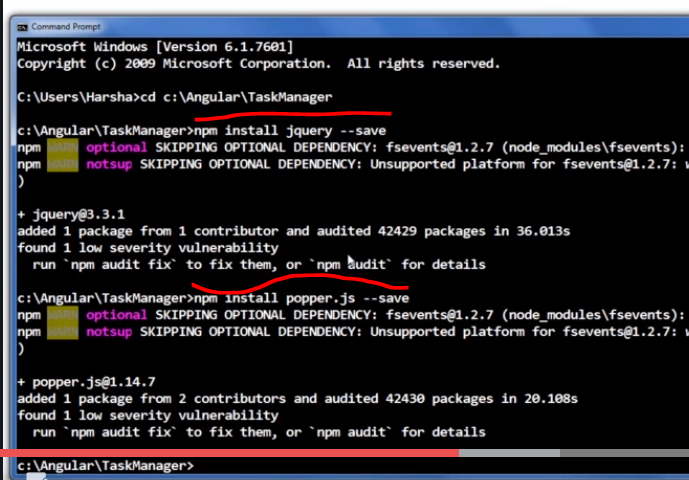 Command Prompt
Microsoft Windows [Version 6.1.7601]
Copyright (c) 2009 Microsoft Corporation.  All rights reserved.
C:\Users\Harsha>cd c:\Angular\TaskManager
c:\Angular\TaskManager>npm install jquery --save
npm WARN optional SKIPPING OPTIONAL DEPENDENCY: fsevents@1.2.7 (node_modules\fsevents):
npm WARN notsup SKIPPING OPTIONAL DEPENDENCY: Unsupported platform for fsevents@1.2.7: w
)
+ jquery@3.3.1
added 1 package from 1 contributor and audited 42429 packages in 36.013s
found 1 low severity vulnerability
  run `npm audit fix` to fix them, or `npm audit` for details
c:\Angular\TaskManager>npm install popper.js --save
npm WARN optional SKIPPING OPTIONAL DEPENDENCY: fsevents@1.2.7 (node_modules\fsevents):
npm WARN notsup SKIPPING OPTIONAL DEPENDENCY: Unsupported platform for fsevents@1.2.7: w
)
+ popper.js@1.14.7
added 1 package from 2 contributors and audited 42430 packages in 20.108s
found 1 low severity vulnerability
  run `npm audit fix` to fix them, or `npm audit` for details
c:\Angular\TaskManager>